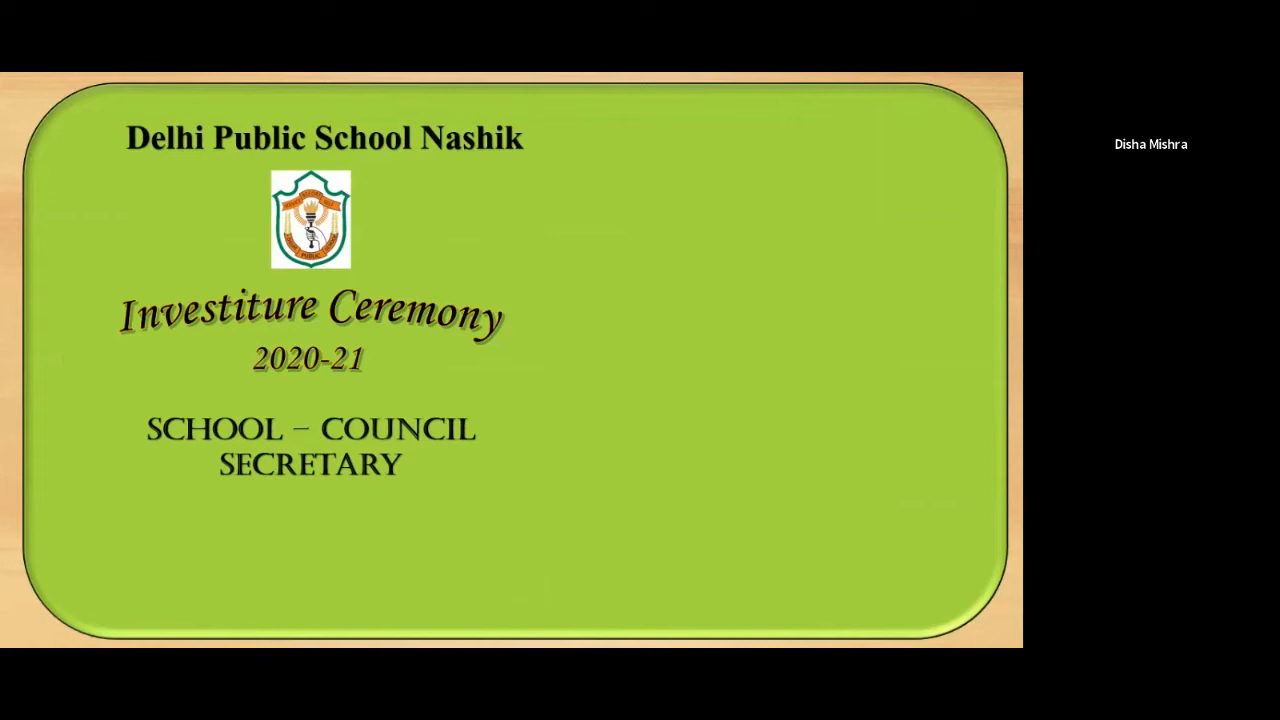 Delhi Public School Nashik
Investiture Ceremony
2020-21
SCHOOL – COUNCIL
SECRETARY
Disha Mishra